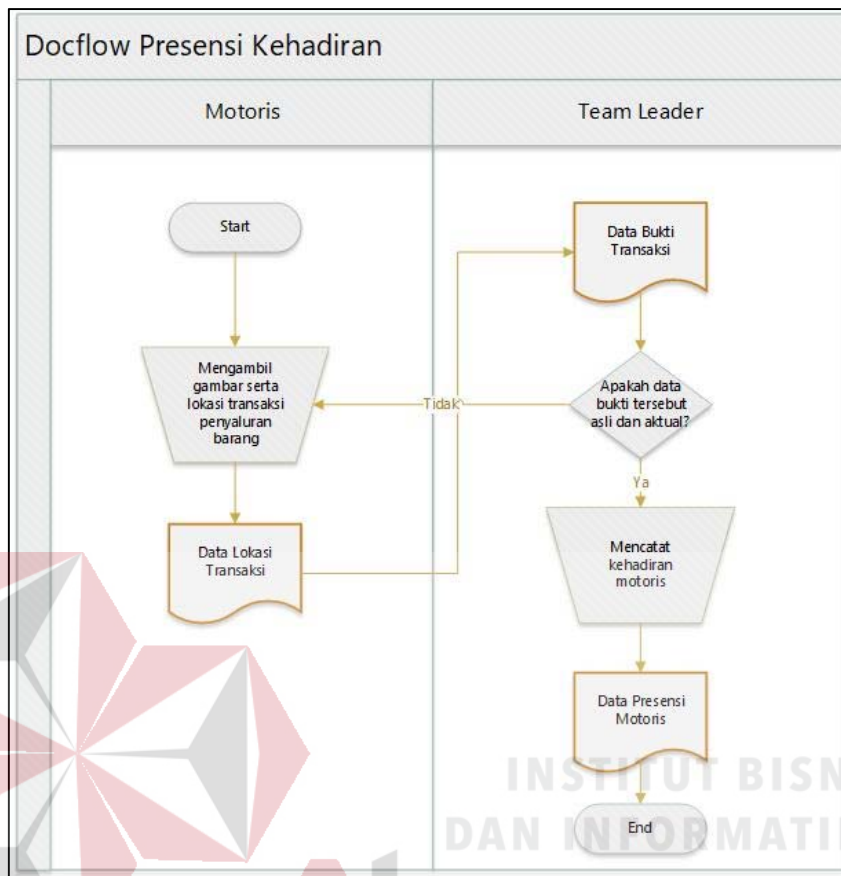 Docflow Presensi Kehadiran
Motoris
Team Leader
Start
Mengambil
gambar serta
lokasi transaksi
penyaluran
barang
Data Lokasi
Transaksi
Data Bukti
Transaksi
Apakah data
bukti tersebut
asli dan aktual?
Tidak
Ya
Mencatat
kehadiran
motoris
Data Presensi
Motoris
End
INSTITUT BISN
DAN INFORMATI